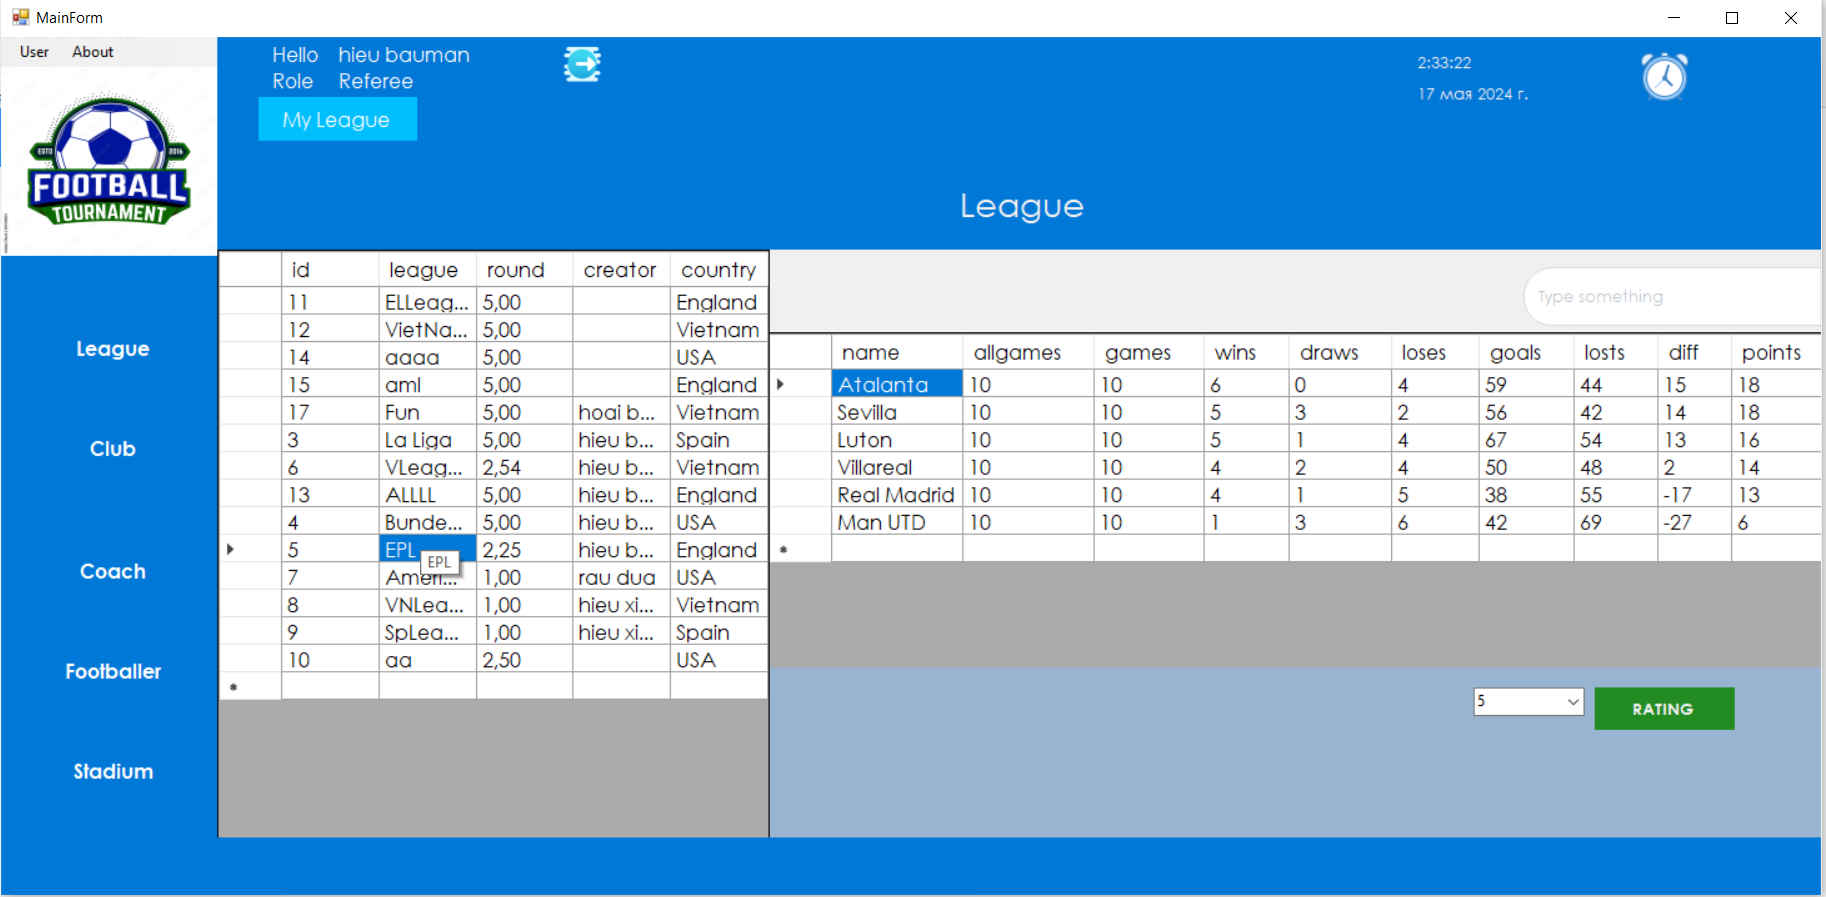 MainForm
User About
Hello hieu bauman
Role Referee
My League
2:33:22
17 мая 2024 г.
ESTD 2016
FOOTBALL
TOURNAMENT
League
League
Club
Coach
Footballer
Stadium
id league round creator country
11 ELLeag... 5,00 England
12 VietNa... 5,00 Vietnam
14 aaaa 5,00 USA
15 aml 5,00 England
17 Fun 5,00 hoai b... Vietnam
3 La Liga 5,00 hieu b... Spain
6 VLeag... 2,54 hieu b... Vietnam
13 ALLLL 5,00 hieu b... England
4 Bunde... 5,00 hieu b... USA
5 EPL 2,25 hieu b... England
EPL
7 Ameri... 1,00 rau dua USA
8 VNLea... 1,00 hieu xi... Vietnam
9 SpLea... 1,00 hieu xi... Spain
10 aa 2,50 USA
Type something
name allgames games wins draws loses goals losts diff points
Atalanta 10 10 6 0 4 59 44 15 18
Sevilla 10 10 5 3 2 56 42 14 18
Luton 10 10 5 1 4 67 54 13 16
Villareal 10 10 4 2 4 50 48 2 14
Real Madrid 10 10 4 1 5 38 55 -17 13
Man UTD 10 10 1 3 6 42 69 -27 6
5
RATING